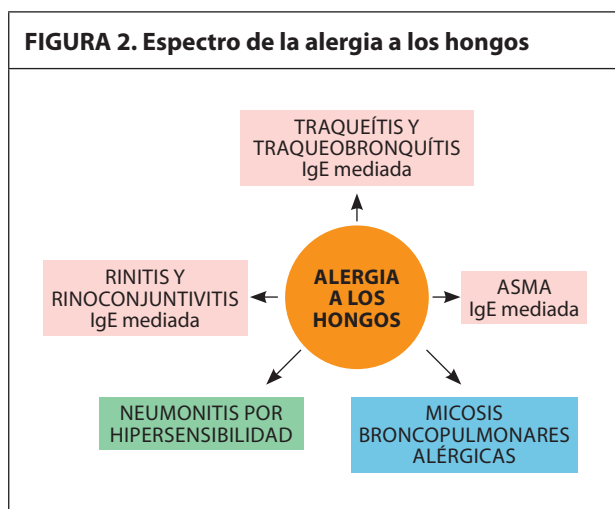 FIGURA 2. Espectro de la alergia a los hongos
TRAQUEÍTIS Y
TRAQUEOBRONQUÍTIS
IgE mediada
RINITIS Y
RINOCONJUNTIVITIS
IgE mediada
ALERGIA
A LOS
HONGOS
ASMA
IgE mediada
NEUMONITIS POR
HIPERSENSIBILIDAD
MICOSIS
BRONCOPULMONARES
ALÉRGICAS